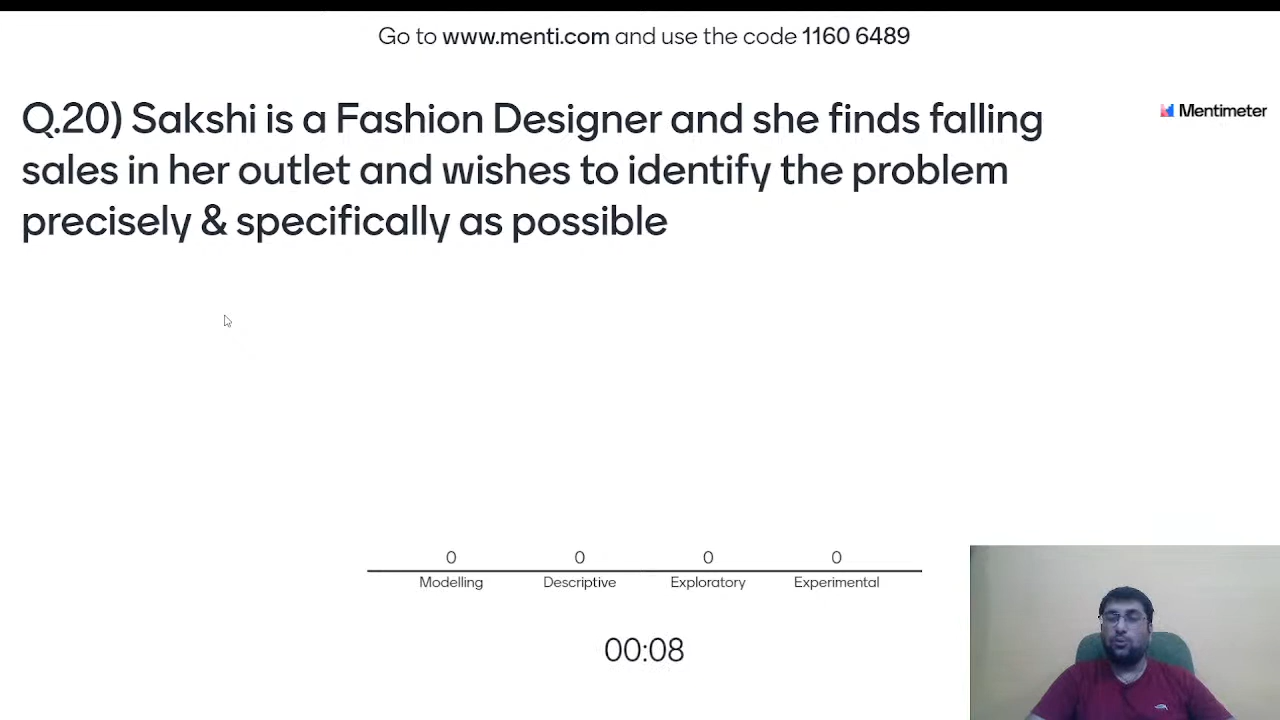 Go to www.menti.com and use the code 1160 6489
Mentimeter
Q.20) Sakshi is a Fashion Designer and she finds falling
sales in her outlet and wishes to identify the problem
precisely & specifically as possible
0 0 0 0
Modelling Descriptive Exploratory Experimental
00:08